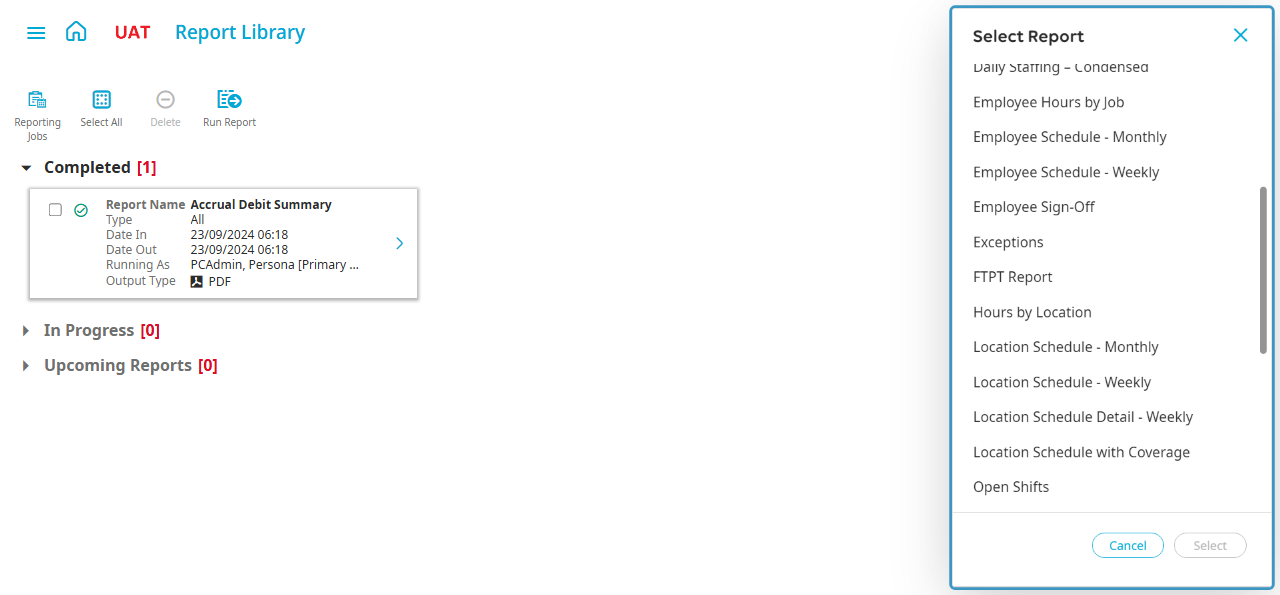 UAT
Report Library
Reporting
Jobs
Select All
Delete
Run Report
Completed [1]
Report Name Accrual Debit Summary
Type All
Date In 23/09/2024 06:18
Date Out 23/09/2024 06:18
Running As PCAdmin, Persona [Primary ...
Output Type PDF
In Progress [0]
Upcoming Reports [0]
Select Report
Daily Staffing – Condensed
Employee Hours by Job
Employee Schedule - Monthly
Employee Schedule - Weekly
Employee Sign-Off
Exceptions
FTPT Report
Hours by Location
Location Schedule - Monthly
Location Schedule - Weekly
Location Schedule Detail - Weekly
Location Schedule with Coverage
Open Shifts
Cancel
Select